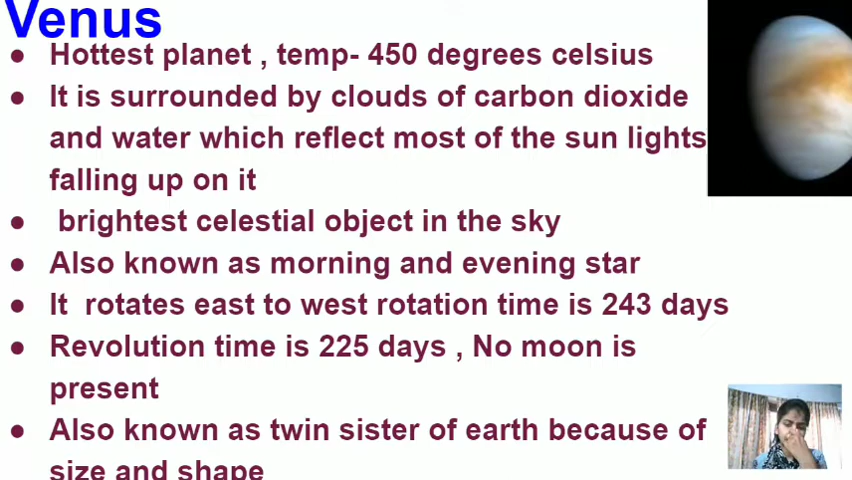 Venus
● Hottest planet , temp- 450 degrees celsius
● It is surrounded by clouds of carbon dioxide
and water which reflect most of the sun lights
falling up on it
● brightest celestial object in the sky
● Also known as morning and evening star
● It rotates east to west rotation time is 243 days
● Revolution time is 225 days , No moon is
present
● Also known as twin sister of earth because of
size and shape